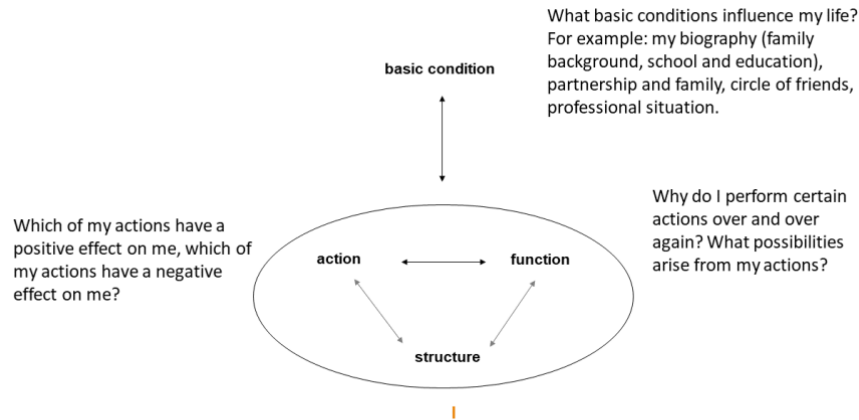 What basic conditions influence my life?
For example: my biography (family
background, school and education),
partnership and family, circle of friends,
professional situation.
basic condition
Why do I perform certain
actions over and over
again? What possibilities
arise from my actions?
Which of my actions have a
positive effect on me, which of
my actions have a negative
effect on me?
action
function
structure